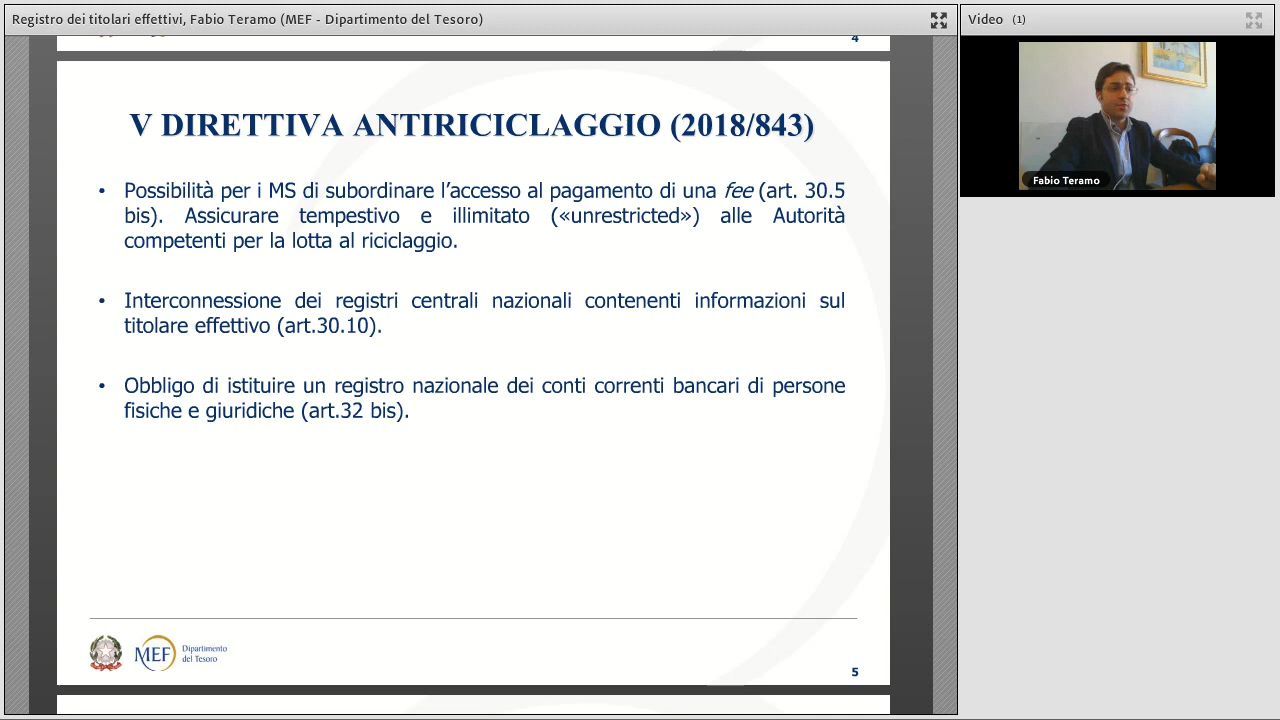 Registro dei titolari effettivi, Fabio Teramo (MEF - Dipartimento del Tesoro)
4
V DIRETTIVA ANTIRICICLAGGIO (2018/843)
• Possibilità per i MS di subordinare l’accesso al pagamento di una fee (art. 30.5
bis). Assicurare tempestivo e illimitato («unrestricted») alle Autorità
competenti per la lotta al riciclaggio.
• Interconnessione dei registri centrali nazionali contenenti informazioni sul
titolare effettivo (art.30.10).
• Obbligo di istituire un registro nazionale dei conti correnti bancari di persone
fisiche e giuridiche (art.32 bis).
MEF
Dipartimento
del Tesoro
5
Video (1)
Fabio Teramo